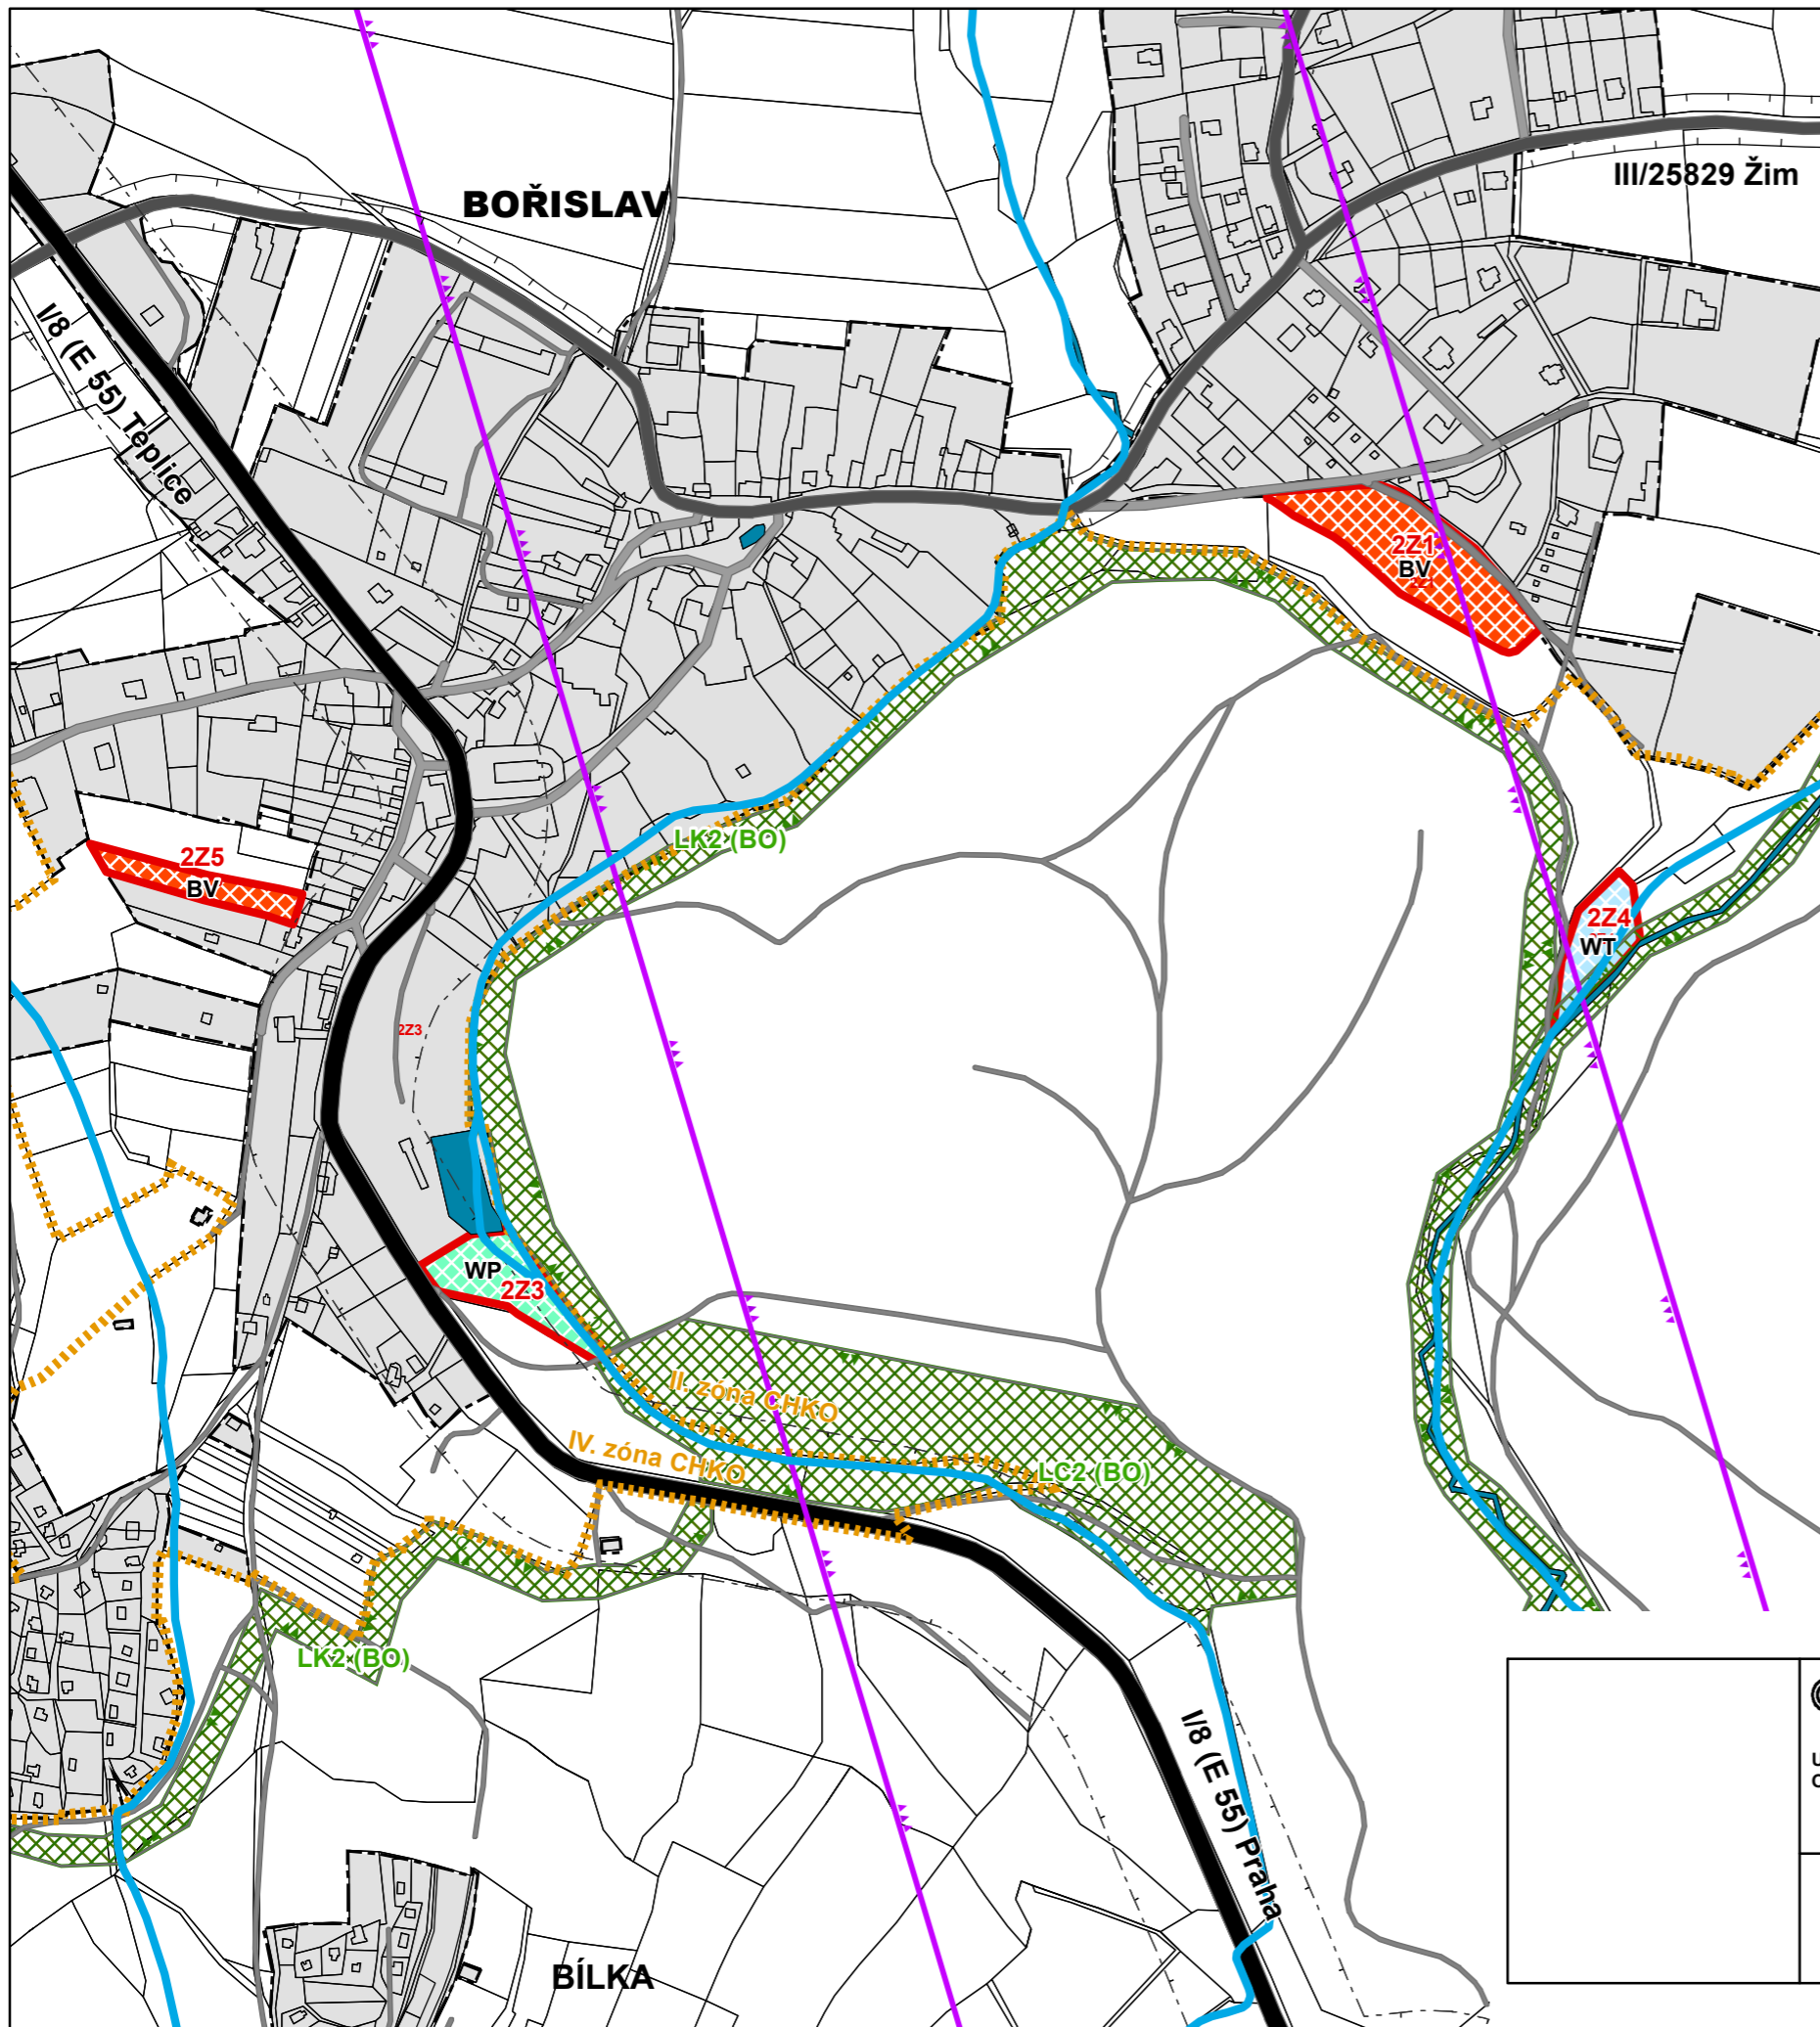 BOŘISLAV
III/25829 Žim
I/8 (E 55) Teplice
2Z1
BV
LK2 (BO)
2Z5
BV
2Z4
WT
2Z3
WP
2Z3
II. zóna CHKO
IV. zóna CHKO
LC2 (BO)
LK2 (BO)
I/8 (E 55) Praha
BÍLKA